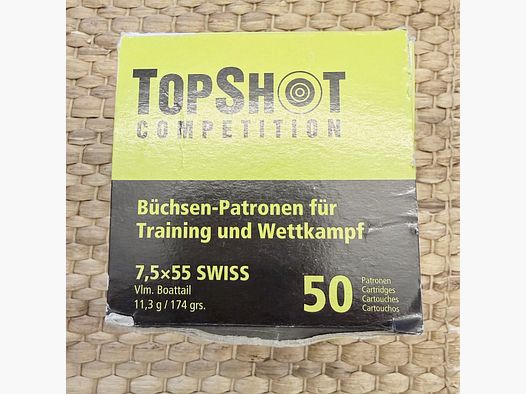 TOPSHOT
COMPETITION
Büchsen-Patronen für
Training und Wettkampf
7,5×55 SWISS
Vlm. Boattail
11,3 g / 174 grs.
50
Patronen
Cartridges
Cartouches
Cartouchos